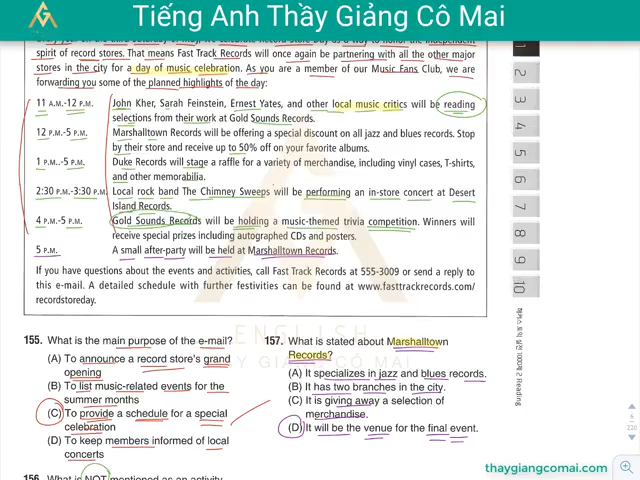 Tiếng Anh Thầy Giảng Cô Mai
spirit of record stores. That means Fast Track Records will once again be partnering with all the other major
stores in the city for a day of music celebration. As you are a member of our Music Fans Club, we are
forwarding you some of the planned highlights of the day:
11 A.M.-12 P.M. John Kher, Sarah Feinstein, Ernest Yates, and other local music critics will be reading
selections from their work at Gold Sounds Records.
12 P.M.-5 P.M. Marshalltown Records will be offering a special discount on all jazz and blues records. Stop
by their store and receive up to 50% off on your favorite albums.
1 P.M..-5 P.M. Duke Records will stage a raffle for a variety of merchandise, including vinyl cases, T-shirts,
and other memorabilia.
2:30 P.M.-3:30 P.M. Local rock band The Chimney Sweeps will be performing an in-store concert at Desert
Island Records.
4 P.M.-5 P.M. Gold Sounds Records will be holding a music-themed trivia competition. Winners will
receive special prizes including autographed CDs and posters.
5 P.M. A small after-party will be held at Marshalltown Records.
If you have questions about the events and activities, call Fast Track Records at 555-3009 or send a reply to
this e-mail. A detailed schedule with further festivities can be found at www.fasttrackrecords.com/
recordstoreday.
ENGLISH
155. What is the main purpose of the e-mail?
(A) To announce a record store's grand
opening
(B) To list music-related events for the
summer months
(C) To provide a schedule for a special
celebration
(D) To keep members informed of local
concerts
156. What is NOT mentioned as an activity
157. What is stated about Marshalltown
Records?
(A) It specializes in jazz and blues records.
(B) It has two branches in the city.
(C) It is giving away a selection of
merchandise.
(D) It will be the venue for the final event.
1
2
3
4
5
6
7
8
9
10
6
220
thaygiangcomai.com